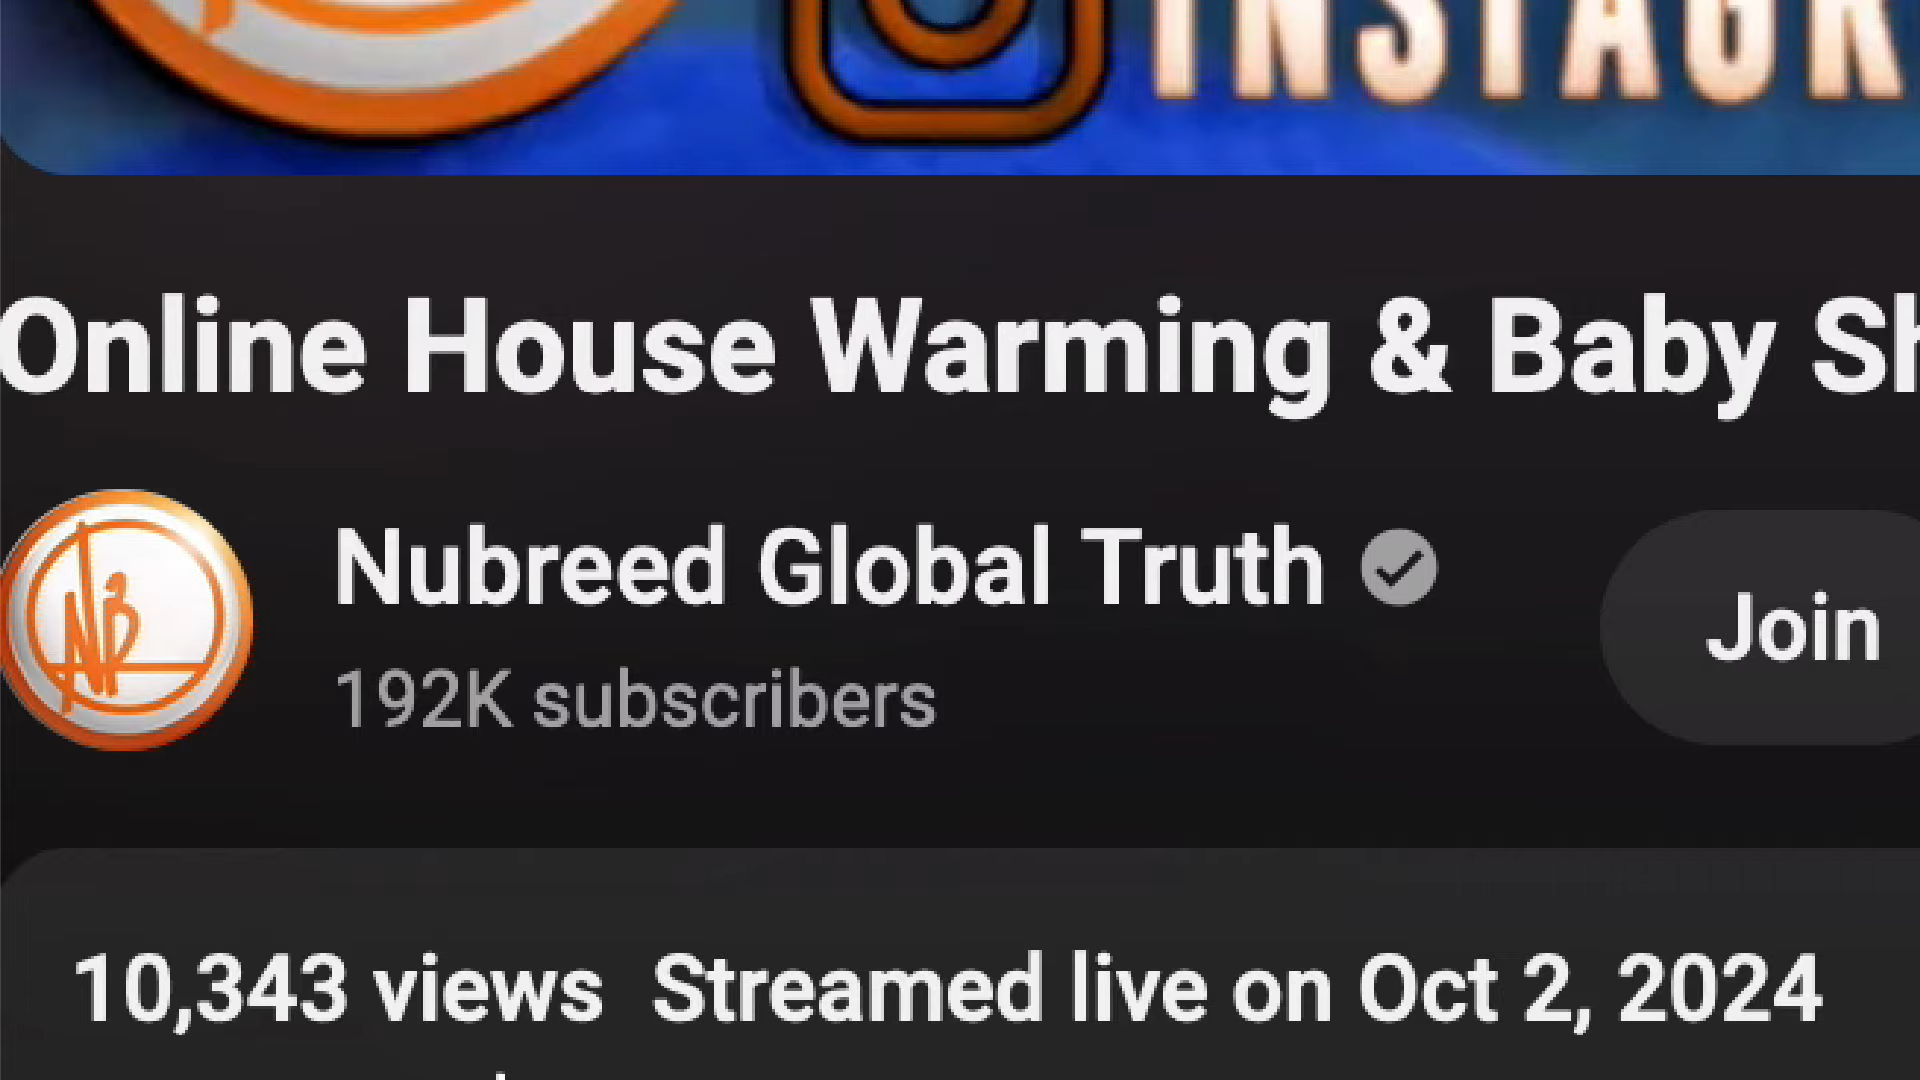 Online House Warming & Baby
NB
Nubreed Global Truth
Join
192K subscribers
10,343 views Streamed live on Oct 2, 2024